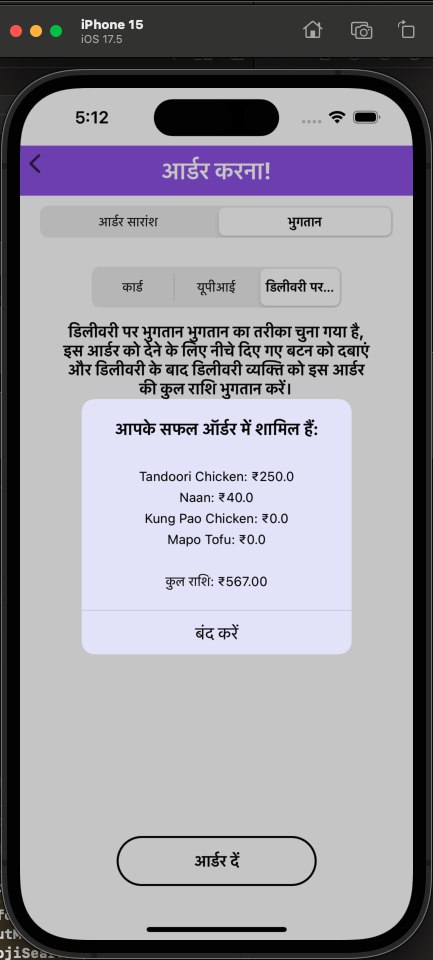 iPhone 15
iOS 17.5
5:12
आर्डर करना!
आर्डर सारांश
भुगतान
कार्ड
यूपीआई
डिलीवरी पर...
डिलीवरी पर भुगतान भुगतान का तरीका चुना गया है,
इस आर्डर को देने के लिए नीचे दिए गए बटन को दबाएं
और डिलीवरी के बाद डिलीवरी व्यक्ति को इस आर्डर
की कुल राशि भुगतान करें।
आपके सफल ऑर्डर में शामिल हैं:
Tandoori Chicken: ₹250.0
Naan: ₹40.0
Kung Pao Chicken: ₹0.0
Mapo Tofu: ₹0.0
कुल राशि: ₹567.00
बंद करें
आर्डर दें